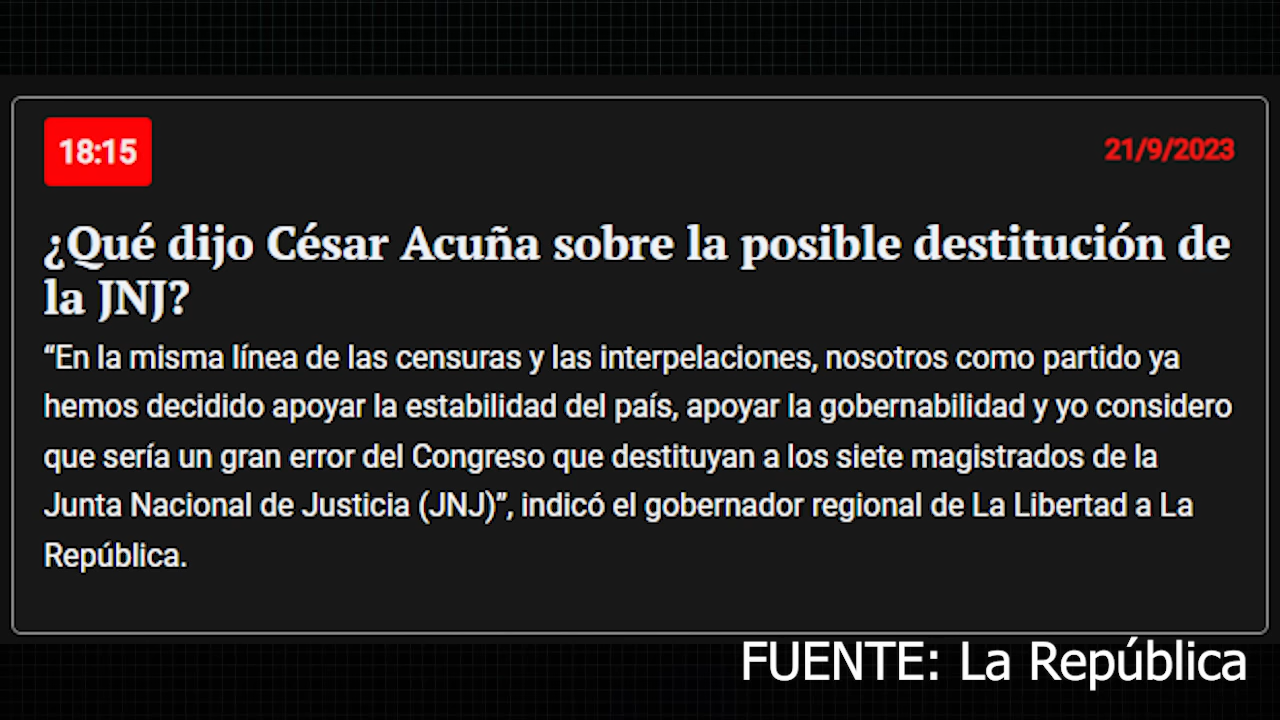 18:15
21/9/2023
¿Qué dijo César Acuña sobre la posible destitución de
la JNJ?
“En la misma línea de las censuras y las interpelaciones, nosotros como partido ya
hemos decidido apoyar la estabilidad del país, apoyar la gobernabilidad y yo considero
que sería un gran error del Congreso que destituyan a los siete magistrados de la
Junta Nacional de Justicia (JNJ)”, indicó el gobernador regional de La Libertad a La
República.
FUENTE: La República